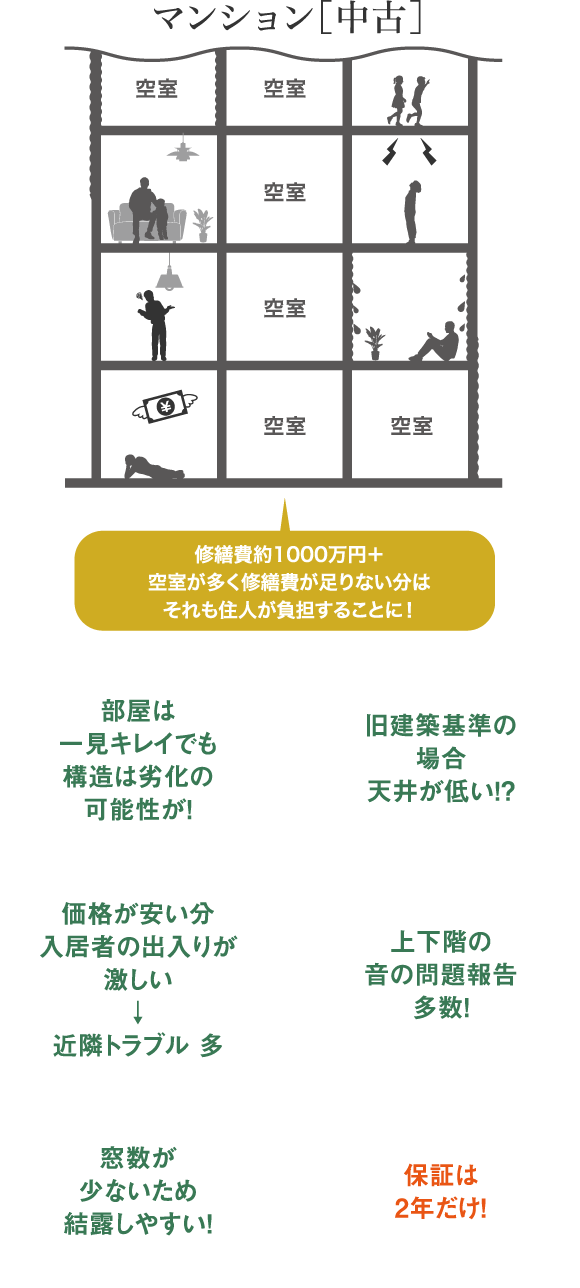 マンション［中古］
空室
空室
空室
空室
空室
空室
¥
修繕費約1000万円＋
空室が多く修繕費が足りない分は
それも住人が負担することに！
部屋は
一見キレイでも
構造は劣化の
可能性が!
旧建築基準の
場合
天井が低い!?
価格が安い分
入居者の出入りが
激しい
↓
近隣トラブル 多
上下階の
音の問題報告
多数!
窓数が
少ないため
結露しやすい!
保証は
2年だけ!